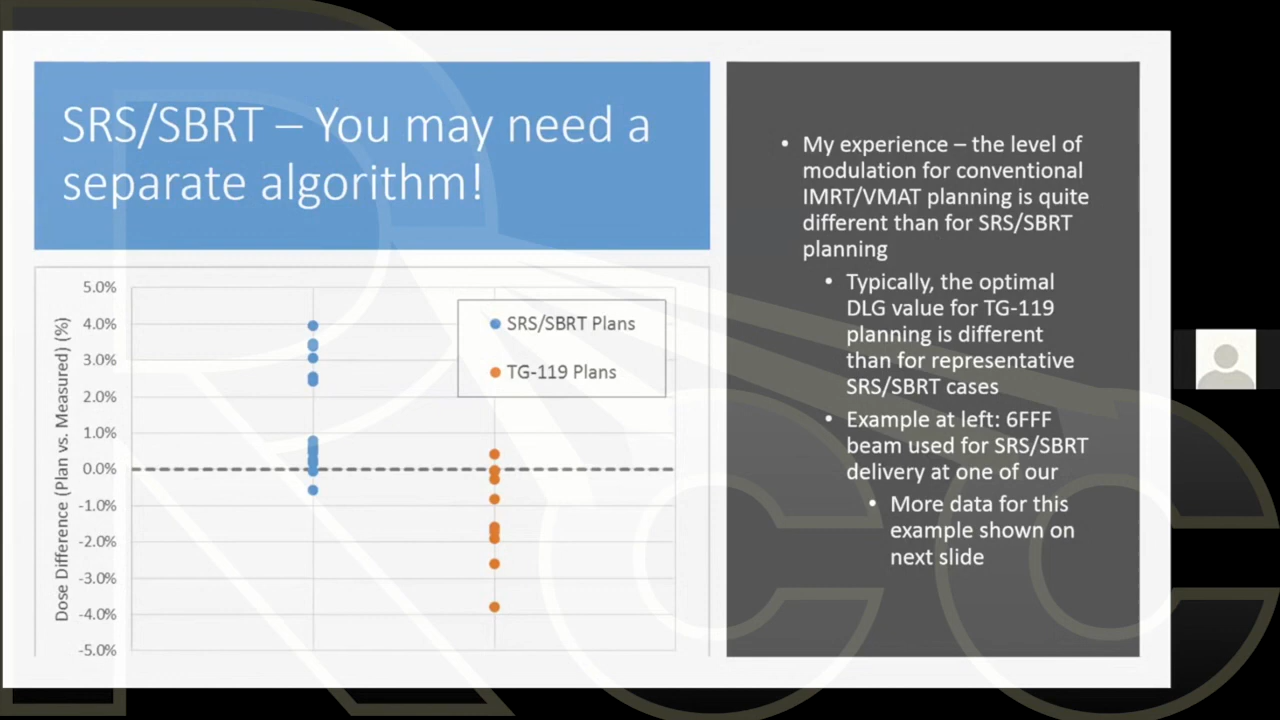 SRS/SBRT – You may need a
separate algorithm!
5.0%
4.0%
3.0%
2.0%
1.0%
0.0%
-1.0%
-2.0%
-3.0%
-4.0%
-5.0%
Dose Difference (Plan vs. Measured) (%)
SRS/SBRT Plans
TG-119 Plans
• My experience – the level of
modulation for conventional
IMRT/VMAT planning is quite
different than for SRS/SBRT
planning
• Typically, the optimal
DLG value for TG-119
planning is different
than for representative
SRS/SBRT cases
• Example at left: 6FFF
beam used for SRS/SBRT
delivery at one of our
• More data for this
example shown on
next slide
RCC